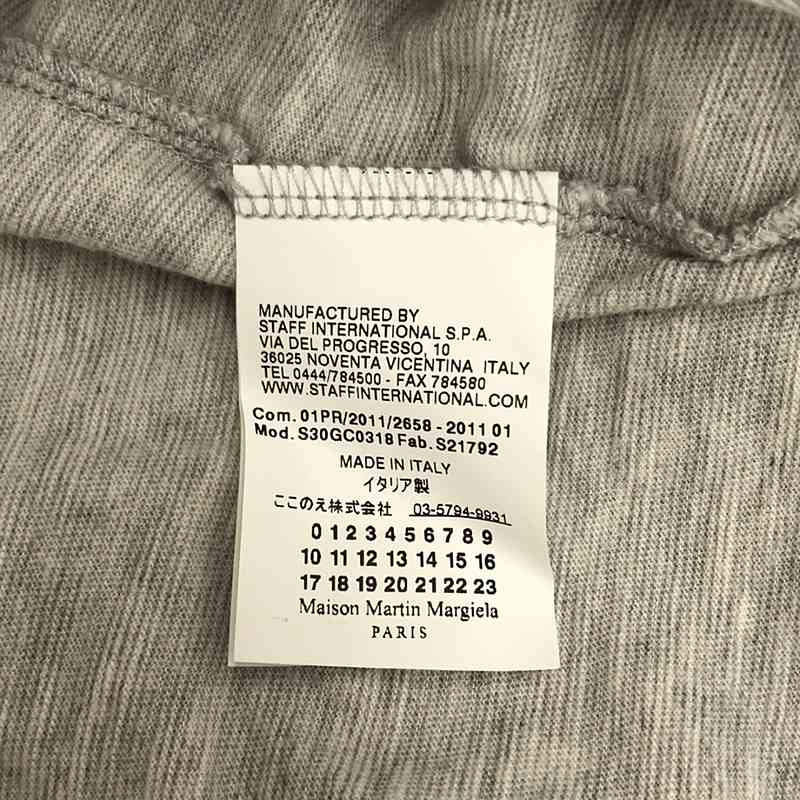 MANUFACTURED BY
STAFF INTERNATIONAL S.P.A.
VIA DEL PROGRESSO, 10
36025 NOVENTA VICENTINA ITALY
TEL 0444/784500 - FAX 784580
WWW.STAFFINTERNATIONAL.COM
Com. 01PR/2011/2658 - 2011 01
Mod. S30GC0318 Fab. S21792
MADE IN ITALY
イタリア製
ここのえ株式会社 03-5794-9931
0 1 2 3 4 5 6 7 8 9
10 11 12 13 14 15 16
17 18 19 20 21 22 23
Maison Martin Margiela
PARIS